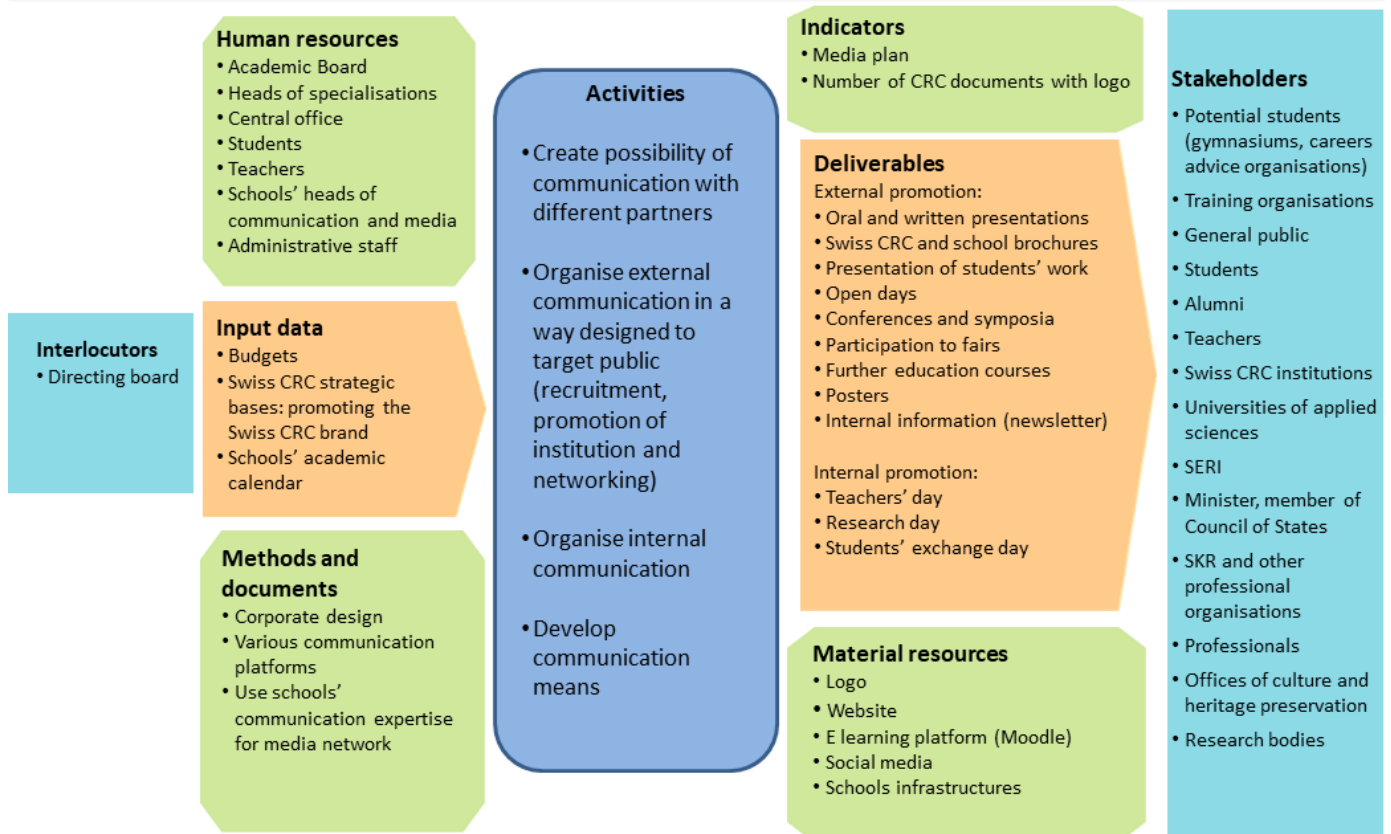 Interlocutors
• Directing board
Human resources
• Academic Board
• Heads of specialisations
• Central office
• Students
• Teachers
• Schools' heads of
communication and media
• Administrative staff
Input data
• Budgets
• Swiss CRC strategic
bases: promoting the
Swiss CRC brand
• Schools' academic
calendar
Methods and
documents
• Corporate design
• Various communication
platforms
• Use schools'
communication expertise
for media network
Activities
• Create possibility of
communication with
different partners
• Organise external
communication in a
way designed to
target public
(recruitment,
promotion of
institution and
networking)
• Organise internal
communication
• Develop
communication
means
Indicators
• Media plan
• Number of CRC documents with logo
Deliverables
External promotion:
• Oral and written presentations
• Swiss CRC and school brochures
• Presentation of students' work
• Open days
• Conferences and symposia
• Participation to fairs
• Further education courses
• Posters
• Internal information (newsletter)
Internal promotion:
• Teachers' day
• Research day
• Students' exchange day
Material resources
• Logo
• Website
• E learning platform (Moodle)
• Social media
• Schools infrastructures
Stakeholders
• Potential students
(gymnasiums, careers
advice organisations)
• Training organisations
• General public
• Students
• Alumni
• Teachers
• Swiss CRC institutions
• Universities of applied
sciences
• SERI
• Minister, member of
Council of States
• SKR and other
professional
organisations
• Professionals
• Offices of culture and
heritage preservation
• Research bodies